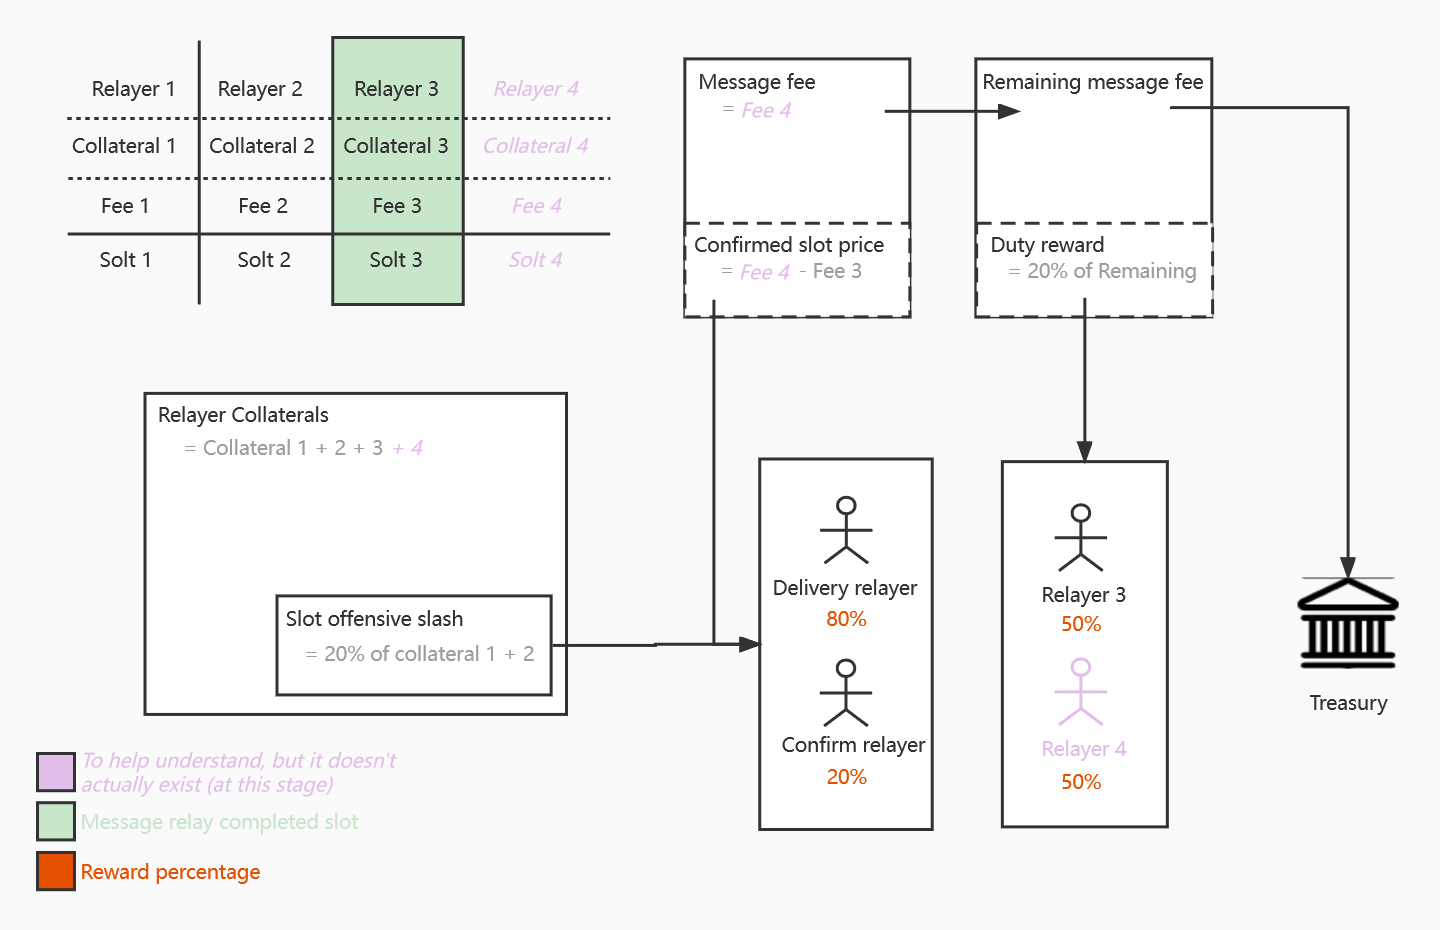 Relayer 1 Relayer 2 Relayer 3 Relayer 4
Collateral 1 Collateral 2 Collateral 3 Collateral 4
Fee 1 Fee 2 Fee 3 Fee 4
Solt 1 Solt 2 Solt 3 Solt 4
Message fee
= Fee 4
Confirmed slot price
= Fee 4 - Fee 3
Remaining message fee
Duty reward
= 20% of Remaining
Relayer Collaterals
= Collateral 1 + 2 + 3 + 4
Slot offensive slash
= 20% of collateral 1 + 2
Delivery relayer
80%
Confirm relayer
20%
Relayer 3
50%
Relayer 4
50%
Treasury
To help understand, but it doesn't
actually exist (at this stage)
Message relay completed slot
Reward percentage